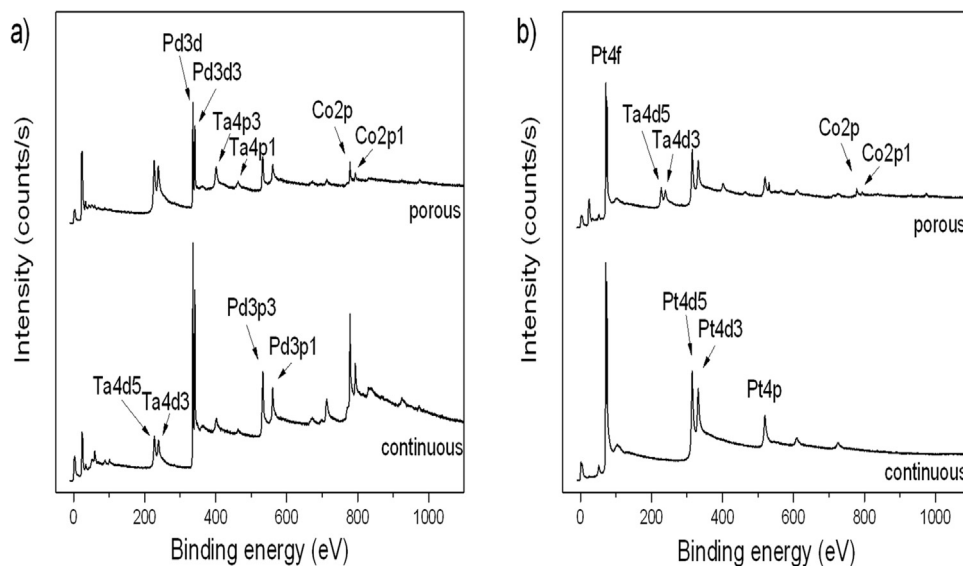 a)
Intensity (counts/s)
Pd3d
Pd3d3
Ta4p3
Ta4p1
Co2p
Co2p1
porous
Pd3p3
Pd3p1
Ta4d5
Ta4d3
continuous
0 200 400 600 800 1000
Binding energy (eV)
b)
Intensity (counts/s)
Pt4f
Ta4d5
Ta4d3
Co2p
Co2p1
porous
Pt4d5
Pt4d3
Pt4p
continuous
0 200 400 600 800 1000
Binding energy (eV)